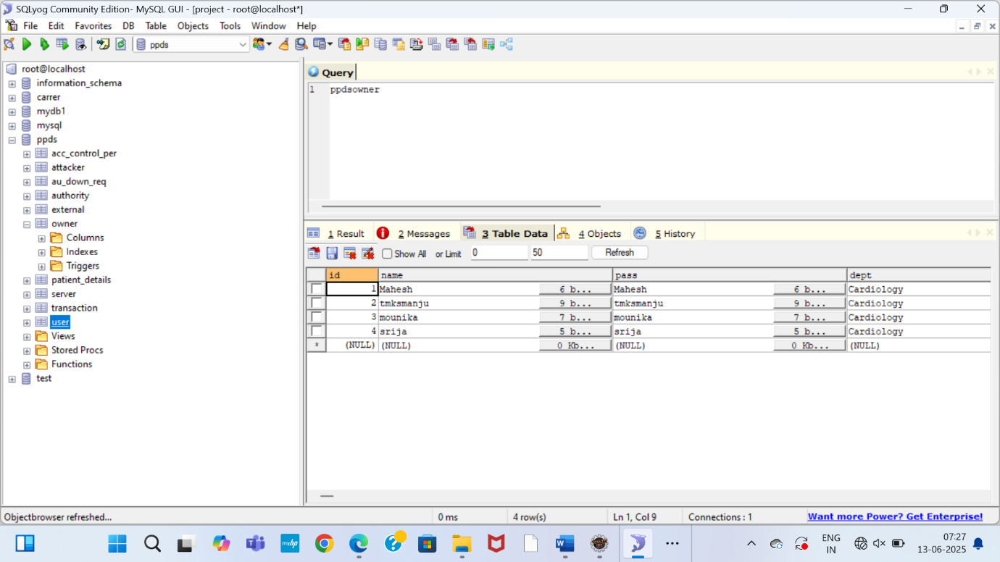 SQLyog Community Edition- MySQL GUI - [project - root@localhost*]
File Edit Favorites DB Table Objects Tools Window Help
ppds
root@localhost
information_schema
carrer
mydb1
mysql
ppds
acc_control_per
attacker
au_down_req
authority
external
owner
Columns
Indexes
Triggers
patient_details
server
transaction
user
Views
Stored Procs
Functions
test
Query
1 ppdsowner
1 Result 2 Messages 3 Table Data 4 Objects 5 History
Show All or Limit 0 50 Refresh
id name pass dept
1 Mahesh 6 b... Mahesh 6 b... Cardiology
2 tmksmanju 9 b... tmksmanju 9 b... Cardiology
3 mounika 7 b... mounika 7 b... Cardiology
4 srija 5 b... srija 5 b... Cardiology
* (NULL) (NULL) 0 Kb... (NULL) 0 Kb... (NULL)
Objectbrowser refreshed... 0 ms 4 row(s) Ln 1, Col 9 Connections : 1 Want more Power? Get Enterprise!
myhp
ENG
IN
07:27
13-06-2025